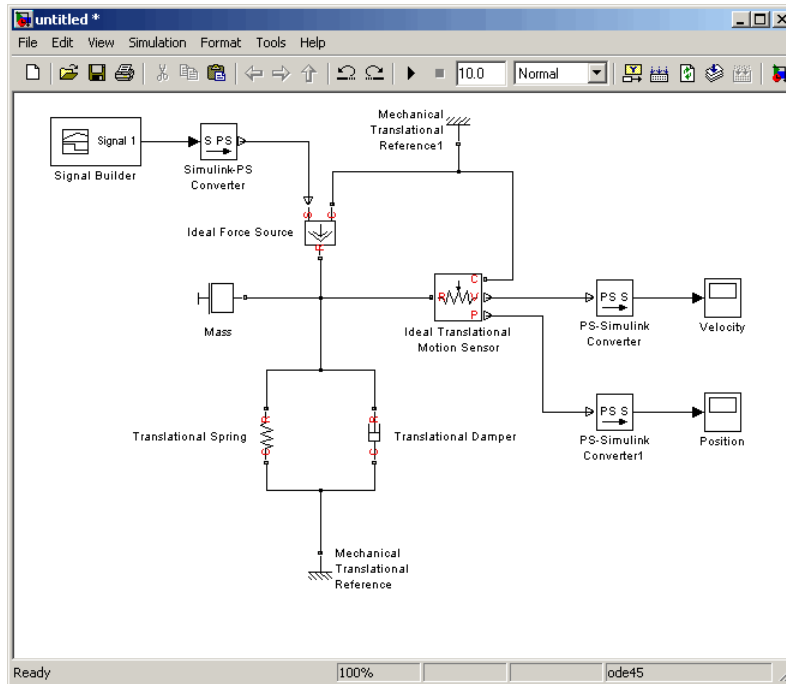 untitled *
File Edit View Simulation Format Tools Help
10.0 Normal
Mechanical
Translational
Reference1
Signal 1
Signal Builder
S PS
Simulink-PS
Converter
S C
Ideal Force Source
R
Mass
C
R V
P
Ideal Translational
Motion Sensor
PS S
PS-Simulink
Converter
Velocity
R
C
Translational Spring
R
C
Translational Damper
PS S
PS-Simulink
Converter1
Position
Mechanical
Translational
Reference
Ready 100% ode45